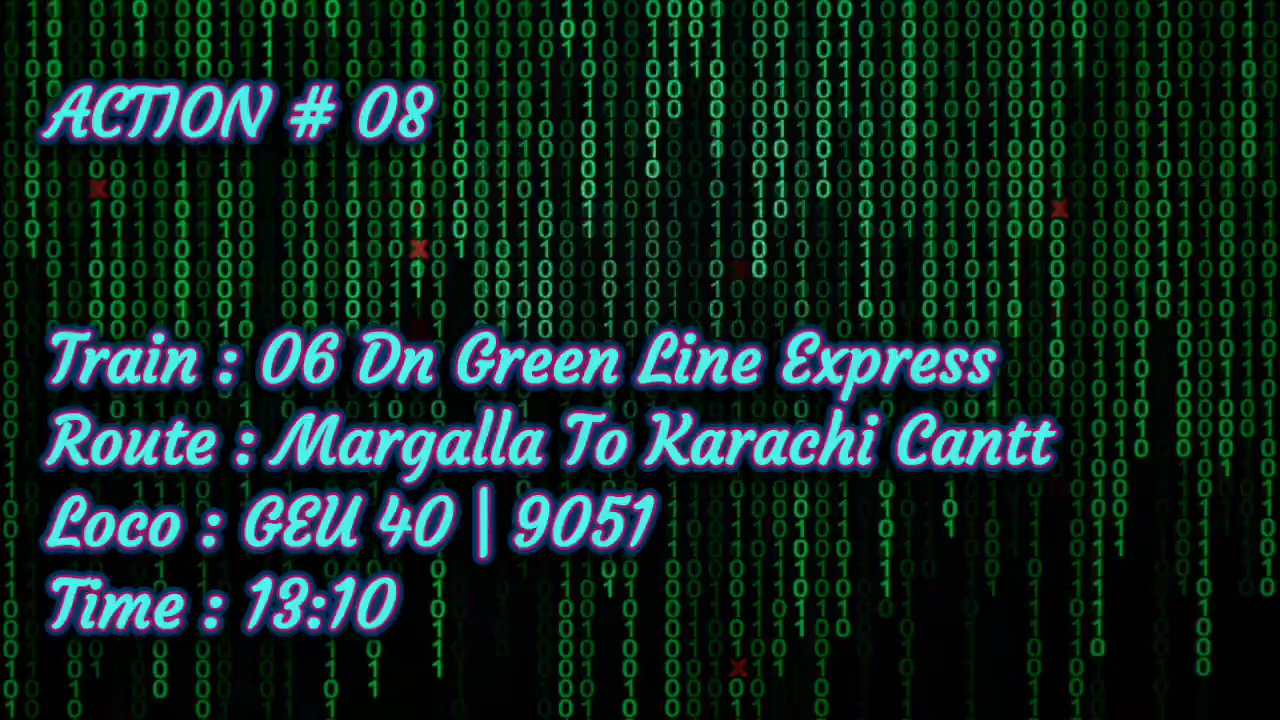 ACTION # 08
Train : 06 Dn Green Line Express
Route : Margalla To Karachi Cantt
Loco : GEU 40 | 9051
Time : 13:10